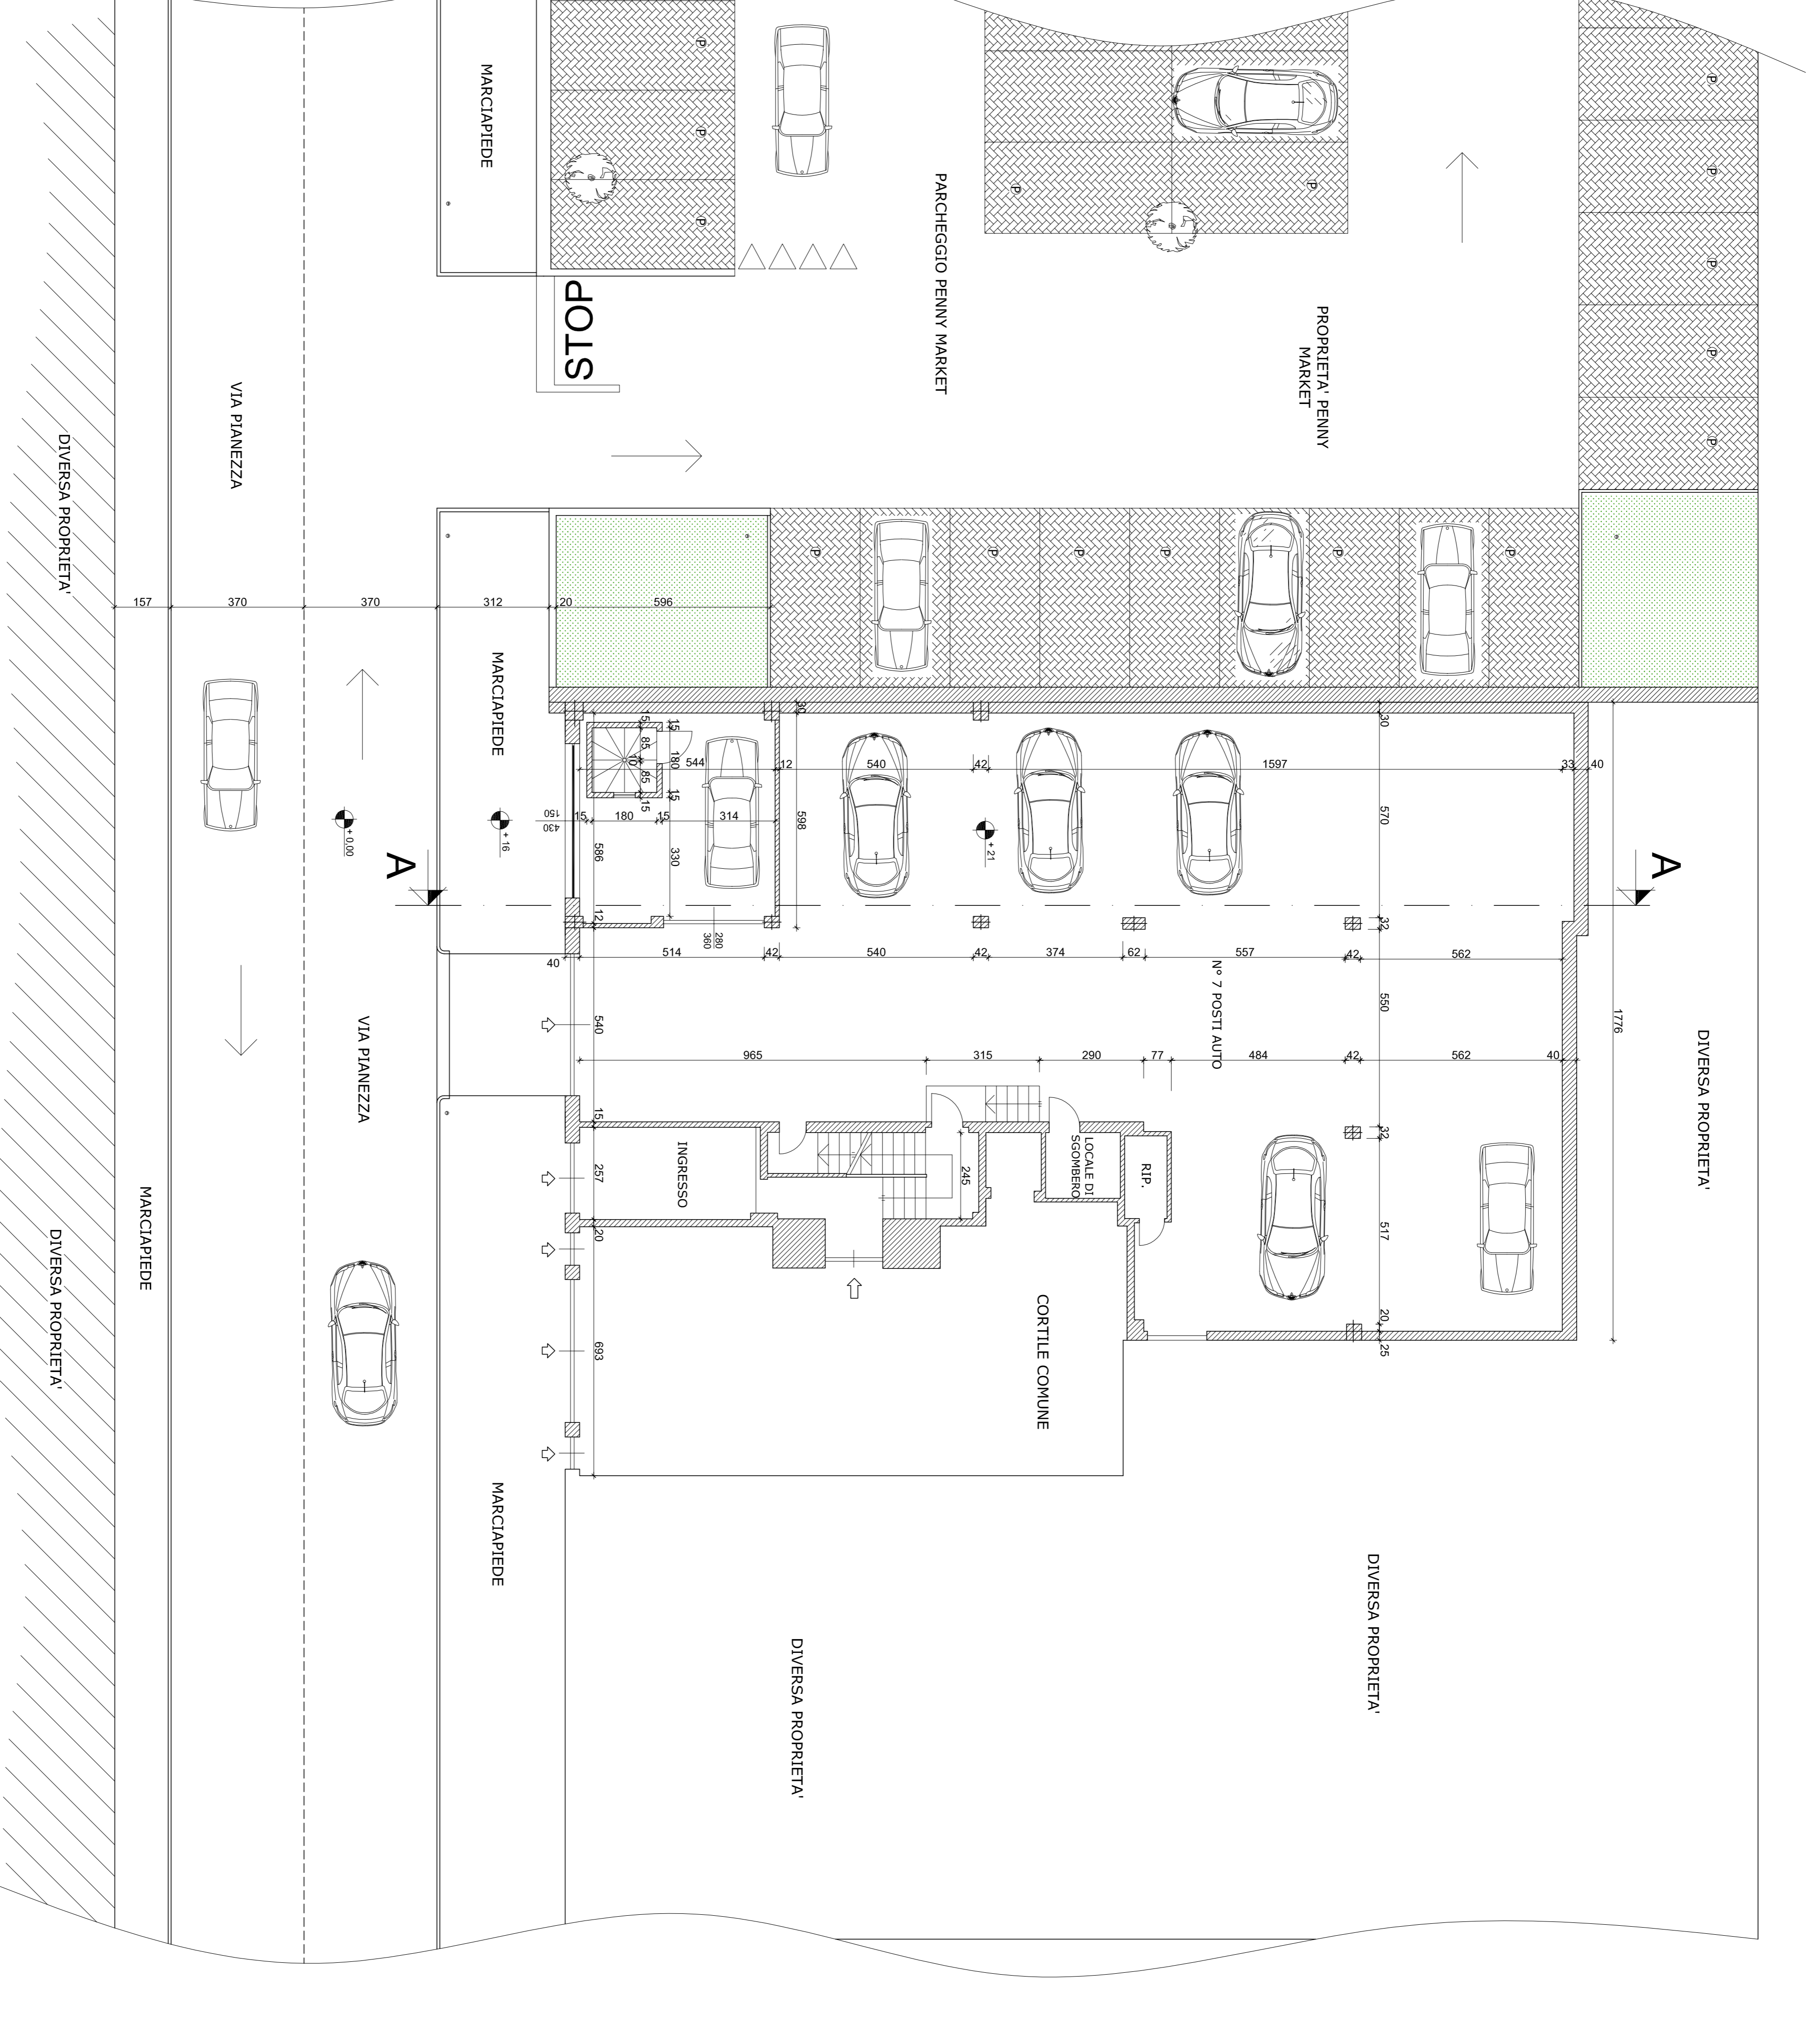 P
P
P
P
P
P
P
P
P
P
P
MARCIAPIEDE
PARCHEGGIO PENNY MARKET
PROPRIETA' PENNY
MARKET
STOP
VIA PIANEZZA
DIVERSA PROPRIETA'
P
P
P
P
P
P
157
370
370
312
20
596
MARCIAPIEDE
30
30
15
15
85
180
10
544
85
15
15
12
540
42
1597
33
40
150
430
15
180
15
314
598
570
+ 0,00
+ 16
+ 21
586
330
A
A
12
280
360
32
40
514
42
540
42
374
62
557
42
562
N° 7 POSTI AUTO
550
1776
540
VIA PIANEZZA
DIVERSA PROPRIETA'
965
315
290
77
484
42
562
40
15
32
INGRESSO
257
245
LOCALE DI
SGOMBERO
RIP.
517
20
MARCIAPIEDE
DIVERSA PROPRIETA'
693
CORTILE COMUNE
20
25
MARCIAPIEDE
DIVERSA PROPRIETA'
DIVERSA PROPRIETA'